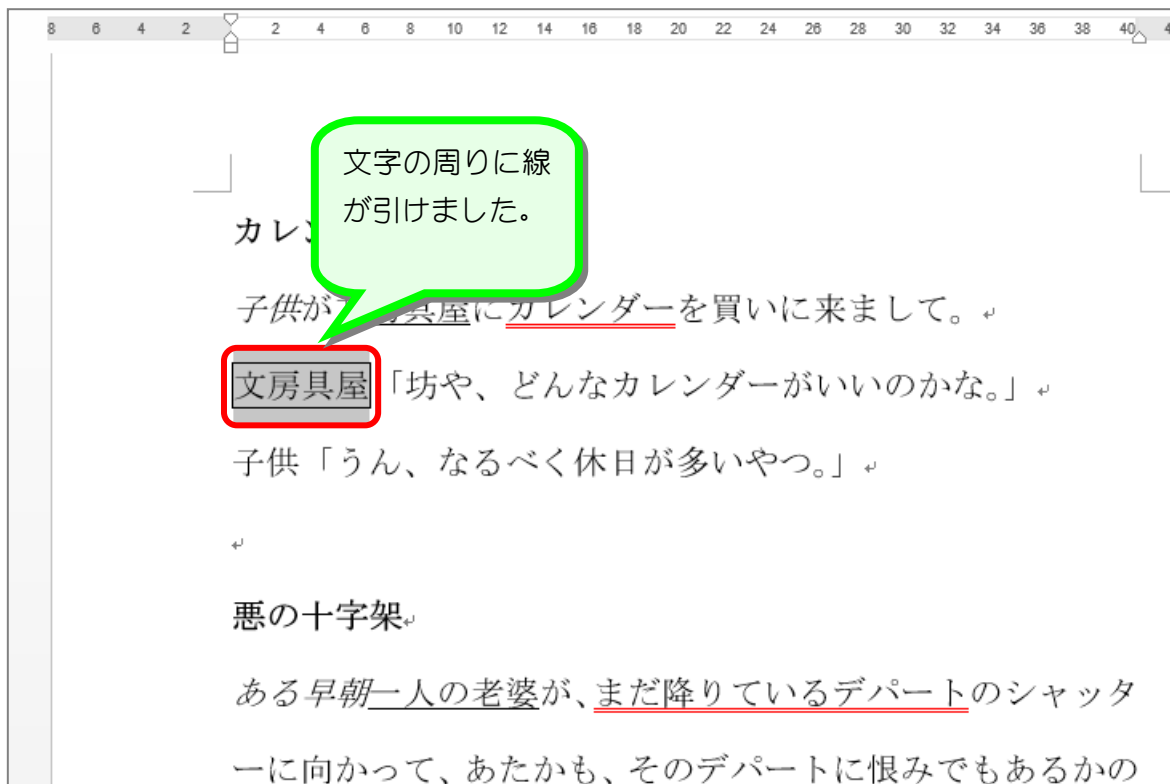 8 6 4 2 2 4 6 8 10 12 14 16 18 20 22 24 26 28 30 32 34 36 38 40 4
文字の周りに線
が引けました。
カレン
子供が 房具屋にカレンダーを買いに来まして。
文房具屋「坊や、どんなカレンダーがいいのかな。」
子供「うん、なるべく休日が多いやつ。」
悪の十字架
ある早朝一人の老婆が、まだ降りているデパートのシャッタ
ーに向かって、あたかも、そのデパートに恨みでもあるかの